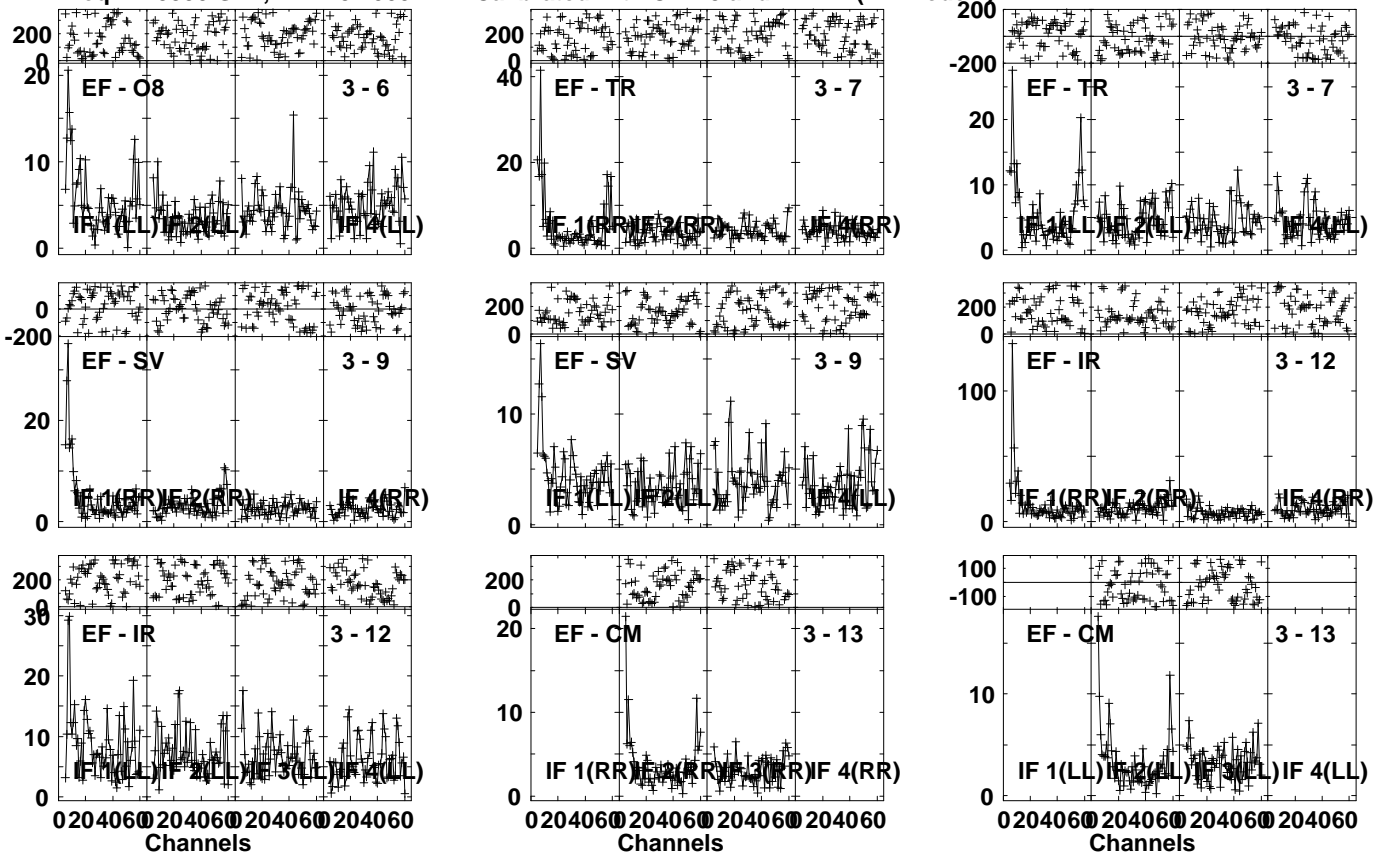 200
0
20
10
0
EF - O8
3 - 6
IF 1(LL)
IF 2(LL)
IF 4(LL)
200
0
40
20
0
EF - TR
3 - 7
IF 1(RR)
IF 2(RR)
IF 4(RR)
200
-200
20
10
0
EF - TR
3 - 7
IF 1(LL)
IF 2(LL)
IF 4(LL)
0
-200
20
0
EF - SV
3 - 9
IF 1(RR)
IF 2(RR)
IF 4(RR)
200
0
10
0
EF - SV
3 - 9
IF 1(LL)
IF 2(LL)
IF 4(LL)
200
0
100
0
EF - IR
3 - 12
IF 1(RR)
IF 2(RR)
IF 4(RR)
200
0
30
20
10
0
EF - IR
3 - 12
IF 1(LL)
IF 2(LL)
IF 3(LL)
IF 4(LL)
0 20 40 60 0 20 40 60 0 20 40 60 0 20 40 60
Channels
200
0
20
10
0
EF - CM
3 - 13
IF 1(RR)
IF 2(RR)
IF 3(RR)
IF 4(RR)
0 20 40 60 0 20 40 60 0 20 40 60 0 20 40 60
Channels
100
-100
10
0
EF - CM
3 - 13
IF 1(LL)
IF 2(LL)
IF 3(LL)
IF 4(LL)
0 20 40 60 0 20 40 60 0 20 40 60 0 20 40 60
Channels